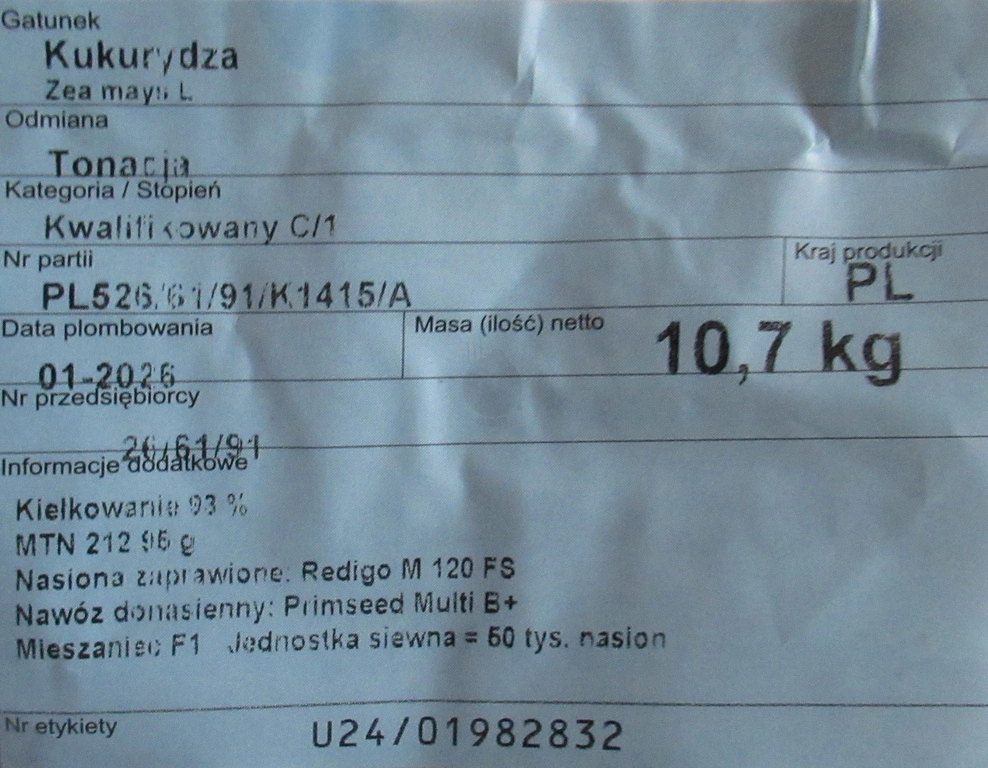 Gatunek
Kukurydza
Zea mays L.
Odmiana
Tonacja
Kategoria / Stopień
Kwalifikowany C/1
Nr partii
PL526/61/91/K1415/A
Kraj produkcji
PL
Data plombowania
01-2026
Masa (ilość) netto
10,7 kg
Nr przedsiębiorcy
26/61/91
Informacje dodatkowe
Kiełkowanie 93 %
MTN 212 95 g
Nasiona zaprawione: Redigo M 120 FS
Nawóz donasienny: Primseed Multi B+
Mieszaniec F1 Jednostka siewna = 50 tys. nasion
Nr etykiety
U24/01982832